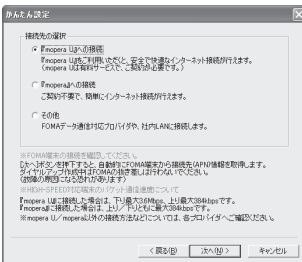 かんたん設定
接続先の選択
『mopera U』への接続
『mopera U』をご利用いただくと、安全で快適なインターネット接続が行えます。
(mopera Uは有料サービスで、ご契約が必要です。)
『mopera』への接続
ご契約不要で、簡単にインターネット接続が行えます。
その他
FOMAデータ通信対応プロバイダや、社内LANに接続します。
※FOMA端末の接続を確認してください。
[次へ]ボタンを押下すると、自動的にFOMA端末から接続先(APN)情報を取得します。
ダイヤルアップ作成中はFOMAの抜き差しは行わないでください。
(故障の原因になる恐れがあります)
※HIGH-SPEED対応端末のパケット通信速度について
『mopera U』に接続した場合は、下り最大3.6Mbps、上り最大384kbpsです。
『mopera』に接続した場合は、上り/下りともに最大384kbpsです。
※mopera U/mopera以外の接続方法などについては、各プロバイダへご確認ください。
< 戻る(B)
次へ(N) >
キャンセル